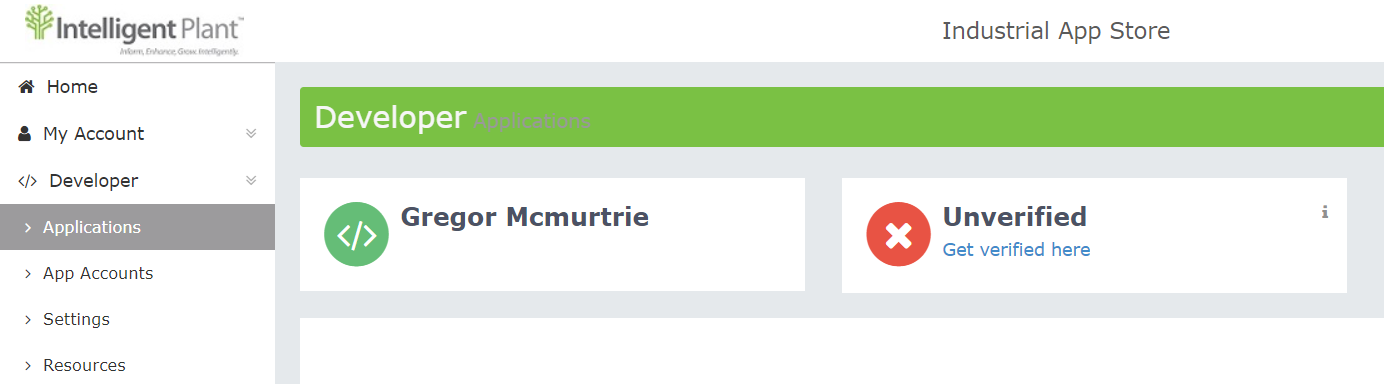 Intelligent Plant™
Inform, Enhance, Grow. Intelligently.
Industrial App Store
Home
My Account
Developer
Applications
App Accounts
Settings
Resources
Developer Applications
Gregor Mcmurtrie
Unverified
Get verified here